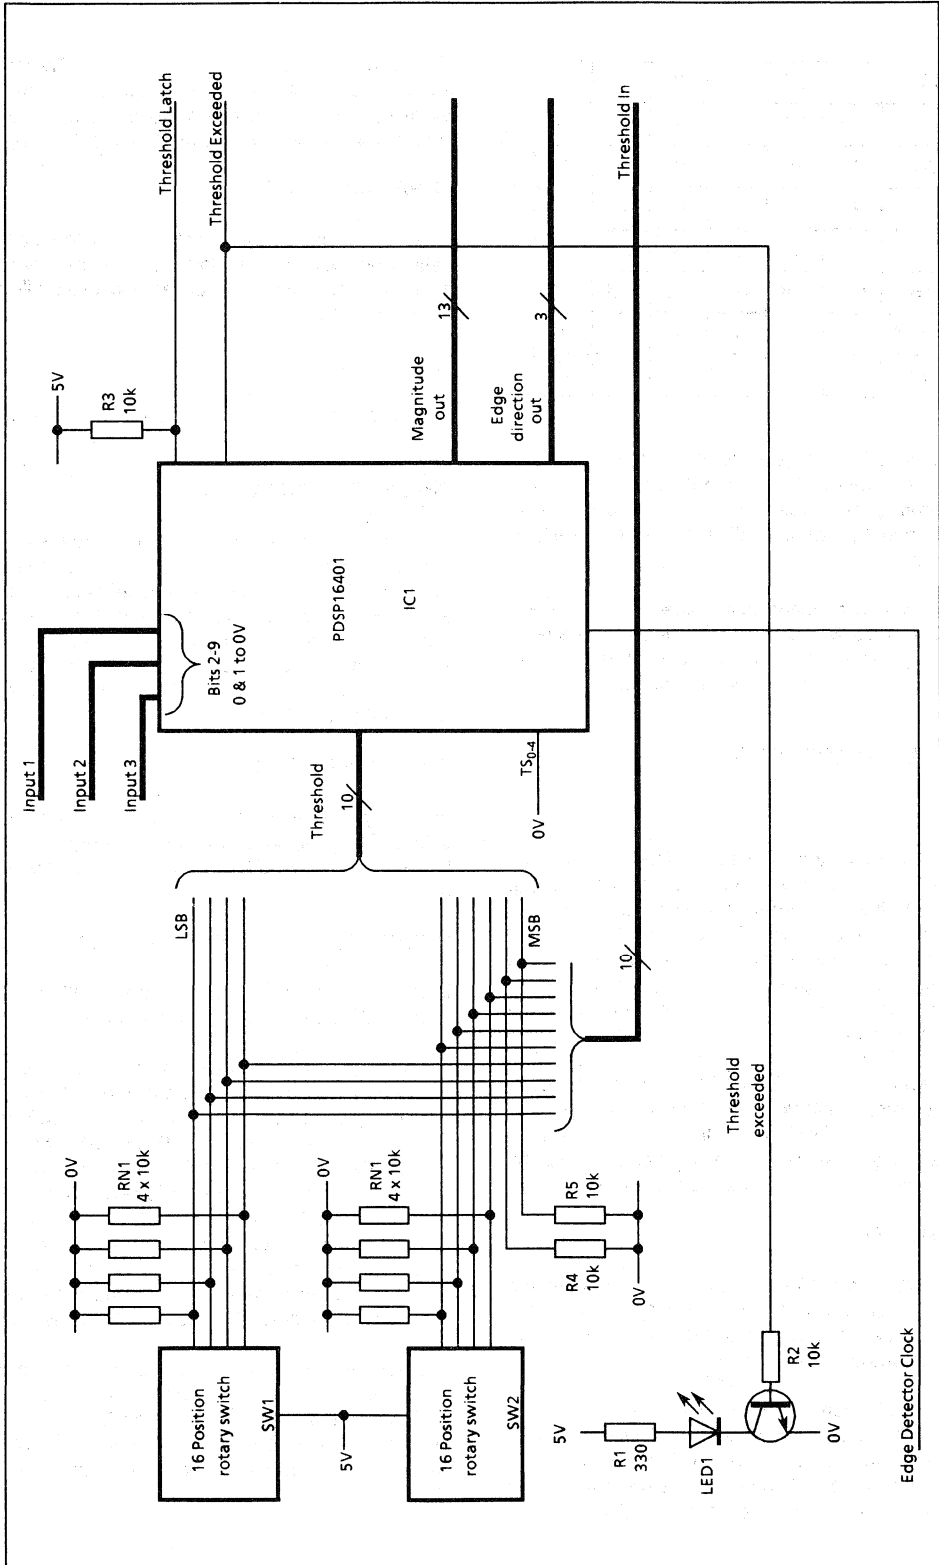 Input 1
Input 2
Input 3
Bits 2-9
0 & 1 to 0V
PDSP16401
IC1
5V
R3
10k
Threshold Latch
Threshold Exceeded
Magnitude
out
13
Edge
direction
out
3
Threshold In
Threshold
10
TS0-4
0V
LSB
MSB
10
0V
RN1
4 x 10k
0V
RN1
4 x 10k
R5
10k
R4
10k
0V
16 Position
rotary switch
SW1
5V
16 Position
rotary switch
SW2
5V
R1
330
LED1
R2
10k
0V
Threshold
exceeded
Edge Detector Clock